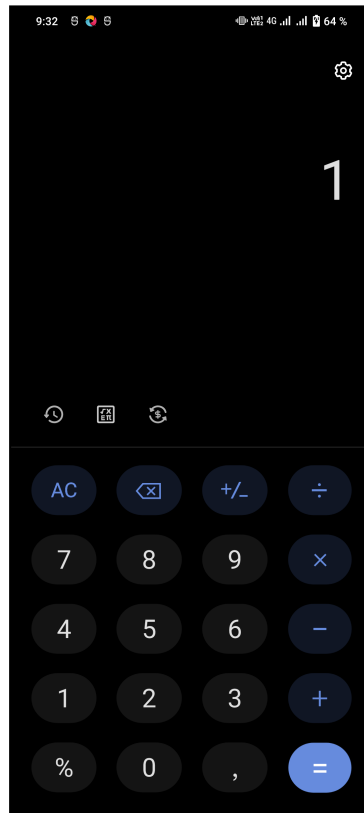 9:32 4G 64 %
1
AC +/_ ÷
7 8 9 ×
4 5 6 −
1 2 3 +
% 0 , =